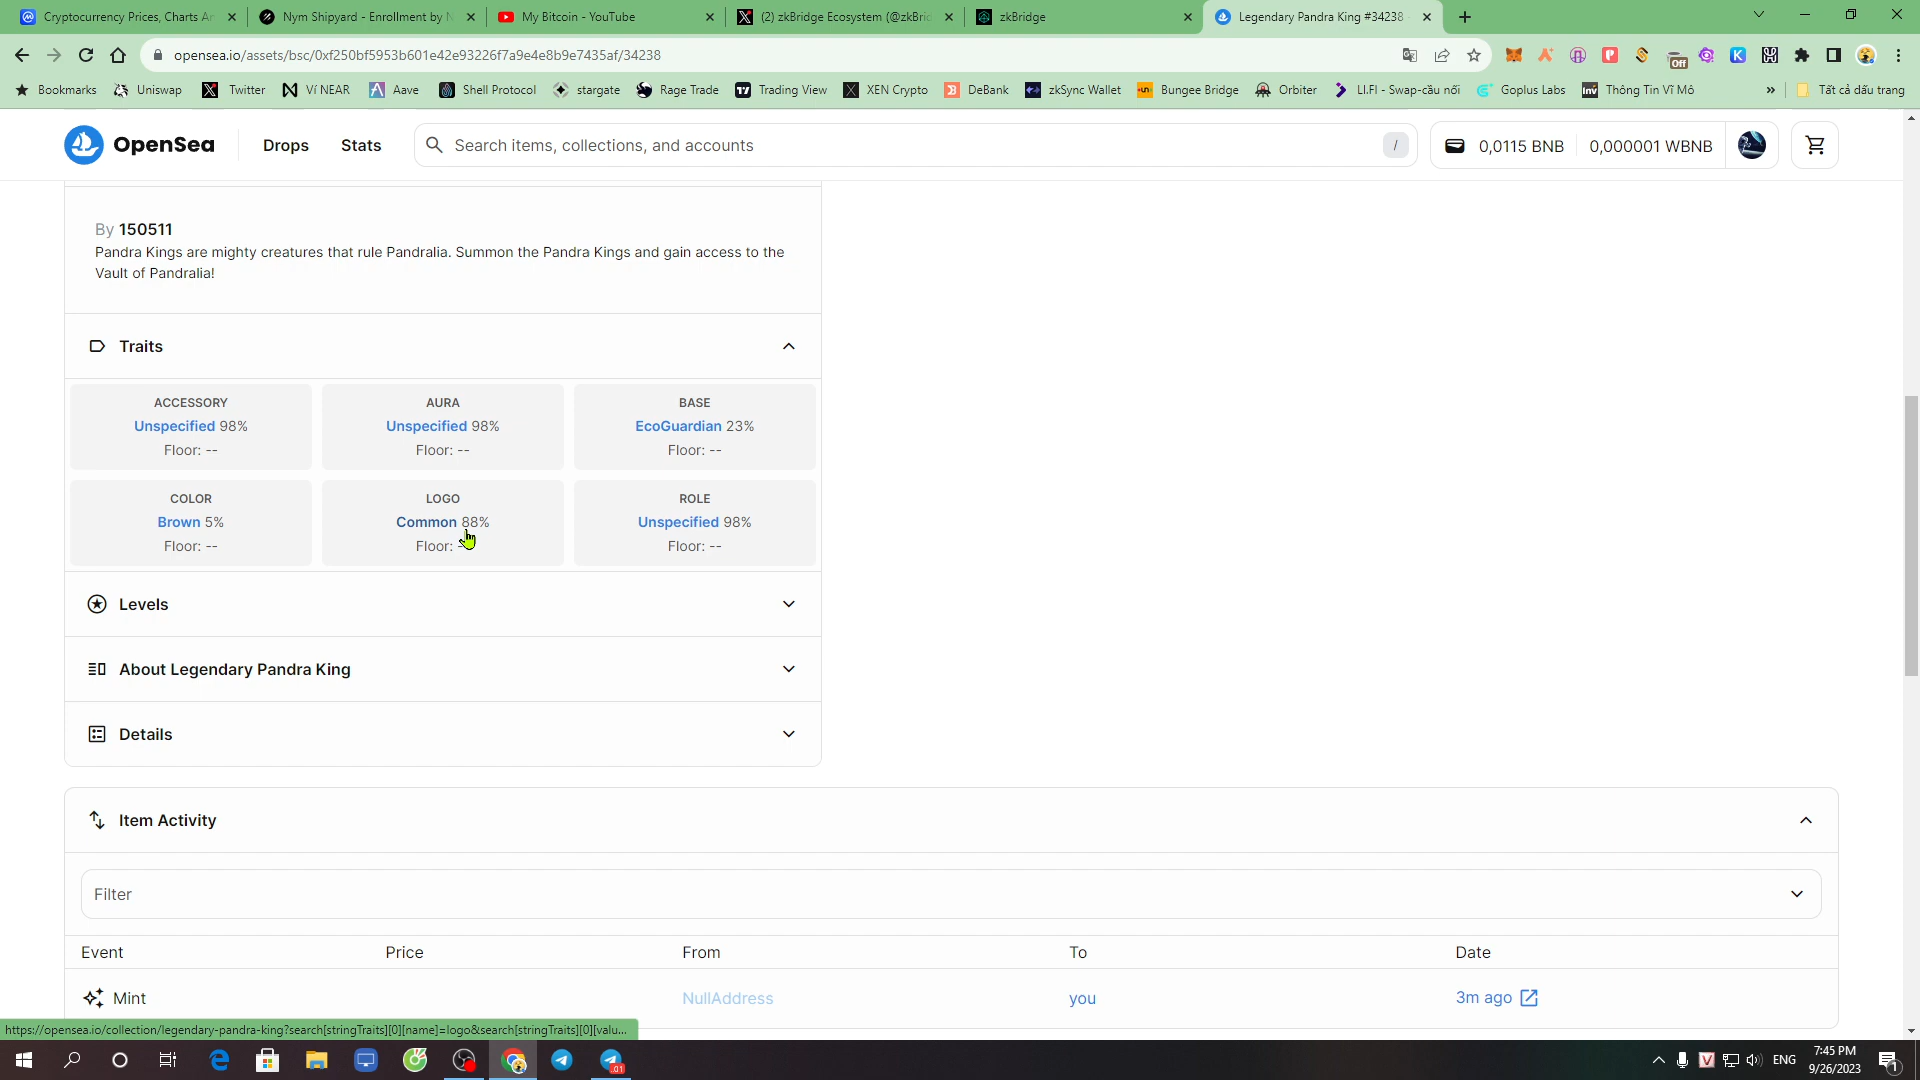 Cryptocurrency Prices, Charts Ar
Nym Shipyard - Enrollment by N
My Bitcoin - YouTube
(2) zkBridge Ecosystem (@zkBric
zkBridge
Legendary Pandra King #34238 -
opensea.io/assets/bsc/0xf250bf5953b601e42e93226f7a9e4e8b9e7435af/34238
Off
Bookmarks
Uniswap
Twitter
Ví NEAR
Aave
Shell Protocol
stargate
Rage Trade
Trading View
XEN Crypto
DeBank
zkSync Wallet
Bungee Bridge
Orbiter
LI.FI - Swap-cầu nối
Goplus Labs
Thông Tin Vĩ Mô
»
Tất cả dấu trang
OpenSea
Drops
Stats
Search items, collections, and accounts
/
0,0115 BNB
0,000001 WBNB
By 150511
Pandra Kings are mighty creatures that rule Pandralia. Summon the Pandra Kings and gain access to the
Vault of Pandralia!
Traits
ACCESSORY
Unspecified 98%
Floor: --
AURA
Unspecified 98%
Floor: --
BASE
EcoGuardian 23%
Floor: --
COLOR
Brown 5%
Floor: --
LOGO
Common 88%
Floor: --
ROLE
Unspecified 98%
Floor: --
Levels
About Legendary Pandra King
Details
Item Activity
Filter
Event
Price
From
To
Date
Mint
NullAddress
you
3m ago
https://opensea.io/collection/legendary-pandra-king?search[stringTraits][0][name]=logo&search[stringTraits][0][valu...
ENG
7:45 PM
9/26/2023